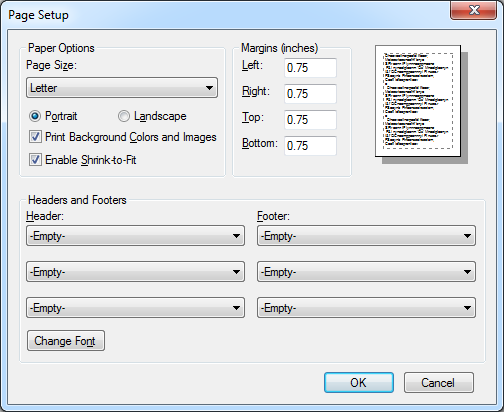 Page Setup
Paper Options
Page Size:
Letter
Portrait
Landscape
Print Background Colors and Images
Enable Shrink-to-Fit
Margins (inches)
Left: 0.75
Right: 0.75
Top: 0.75
Bottom: 0.75
Headers and Footers
Header:
Footer:
-Empty-
-Empty-
-Empty-
-Empty-
-Empty-
-Empty-
Change Font
OK
Cancel